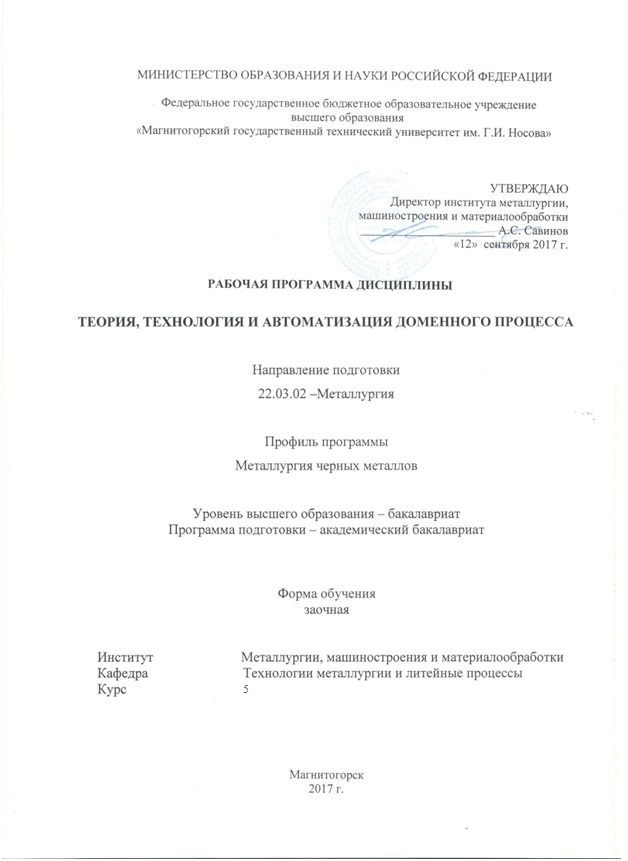 МИНИСТЕРСТВО ОБРАЗОВАНИЯ И НАУКИ РОССИЙСКОЙ ФЕДЕРАЦИИ
Федеральное государственное бюджетное образовательное учреждение
высшего образования
«Магнитогорский государственный технический университет им. Г.И. Носова»
УТВЕРЖДАЮ
Директор института металлургии,
машиностроения и материалообработки
А.С. Савинов
«12» сентября 2017 г.
РАБОЧАЯ ПРОГРАММА ДИСЦИПЛИНЫ
ТЕОРИЯ, ТЕХНОЛОГИЯ И АВТОМАТИЗАЦИЯ ДОМЕННОГО ПРОЦЕССА
Направление подготовки
22.03.02 –Металлургия
Профиль программы
Металлургия черных металлов
Уровень высшего образования – бакалавриат
Программа подготовки – академический бакалавриат
Форма обучения
заочная
Институт Металлургии, машиностроения и материалообработки
Кафедра Технологии металлургии и литейные процессы
Курс 5
Магнитогорск
2017 г.